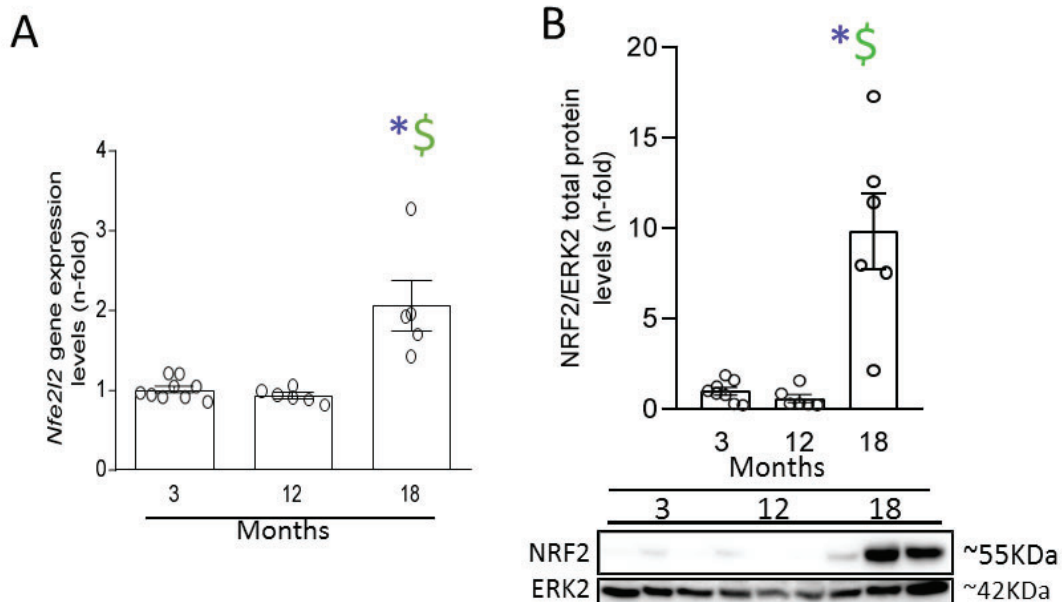 A
*$
Nfe2l2 gene expression
levels (n-fold)
4
3
2
1
0
3 12 18
Months
B
*$
NRF2/ERK2 total protein
levels (n-fold)
20
15
10
5
0
3 12 18
Months
3 12 18
NRF2 ~55KDa
ERK2 ~42KDa